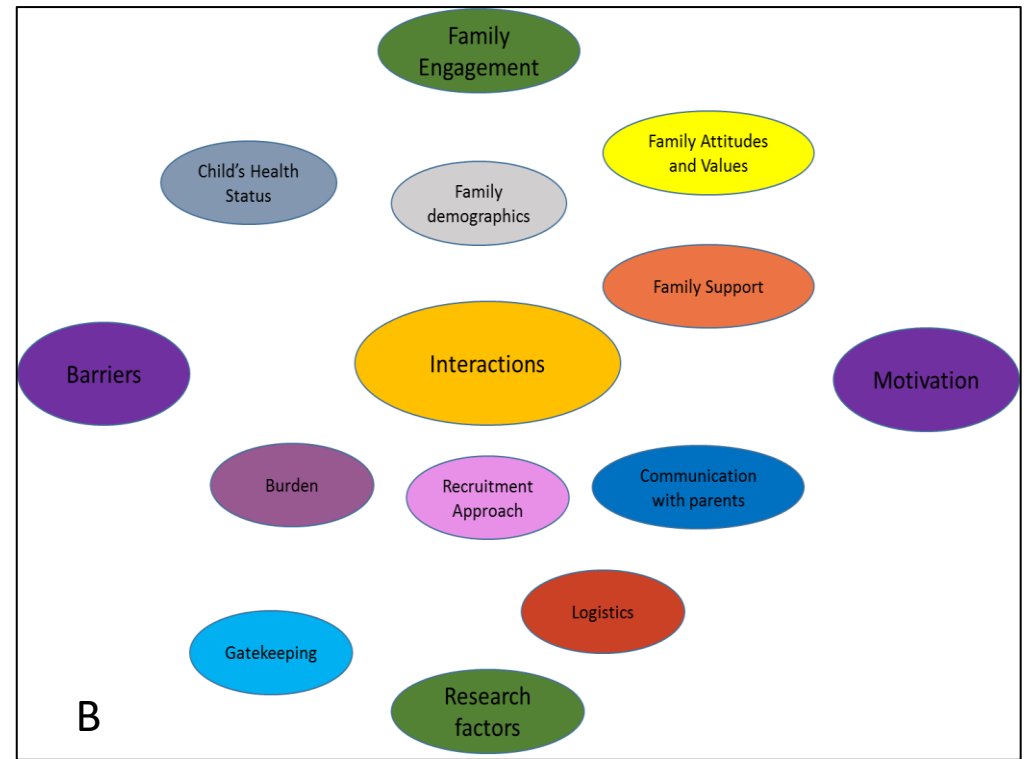 Family
Engagement
Family Attitudes
and Values
Child's Health
Status
Family
demographics
Family Support
Interactions
Barriers
Motivation
Burden
Recruitment
Approach
Communication
with parents
Logistics
Gatekeeping
Research
factors
B